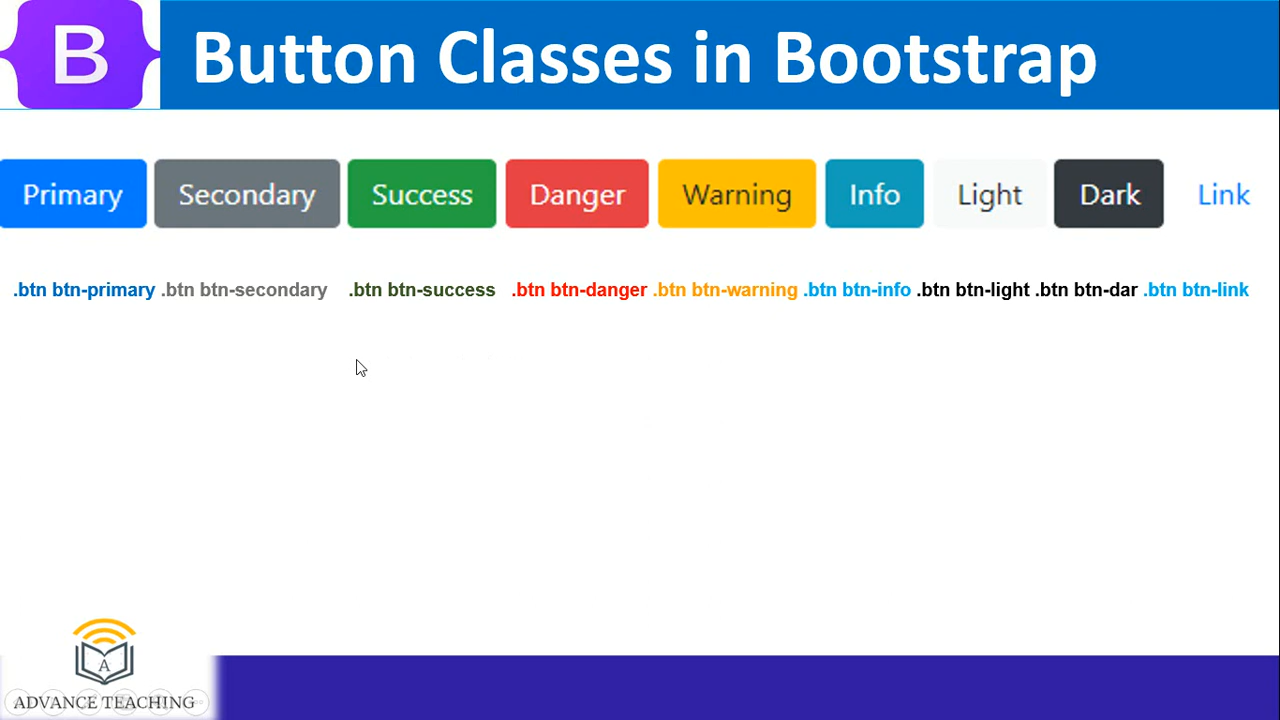 B Button Classes in Bootstrap
Primary Secondary Success Danger Warning Info Light Dark Link
.btn btn-primary .btn btn-secondary .btn btn-success .btn btn-danger .btn btn-warning .btn btn-info .btn btn-light .btn btn-dar .btn btn-link
A
ADVANCE TEACHING